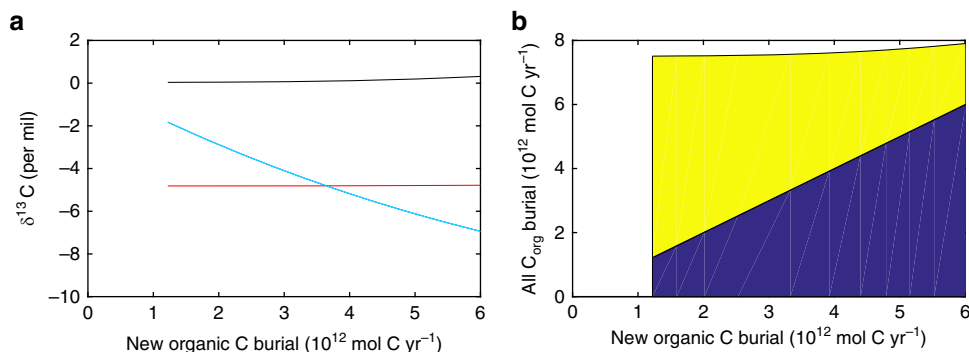 a
2
0
−2
−4
−6
−8
−10
δ¹³C (per mil)
0 1 2 3 4 5 6
New organic C burial (10¹² mol C yr⁻¹)
b
8
6
4
2
0
All Corg burial (10¹² mol C yr⁻¹)
0 1 2 3 4 5 6
New organic C burial (10¹² mol C yr⁻¹)